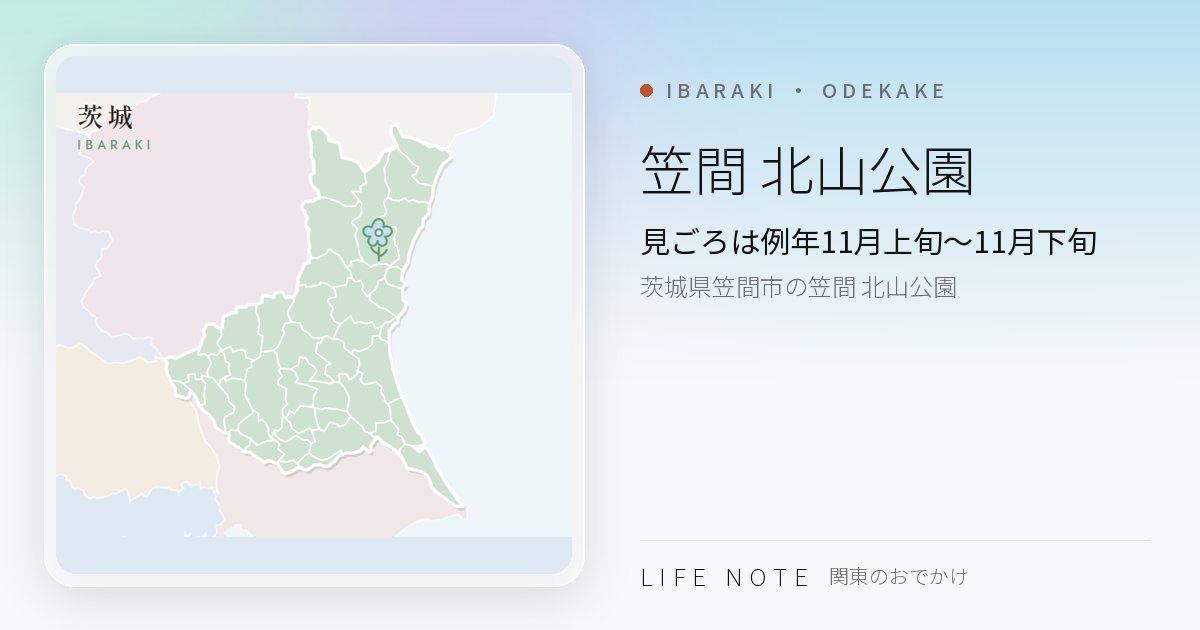 茨城
IBARAKI
IBARAKI • ODEKAKE
笠間 北山公園
見ごろは例年11月上旬〜11月下旬
茨城県笠間市の笠間 北山公園
LIFE NOTE 関東のおでかけ